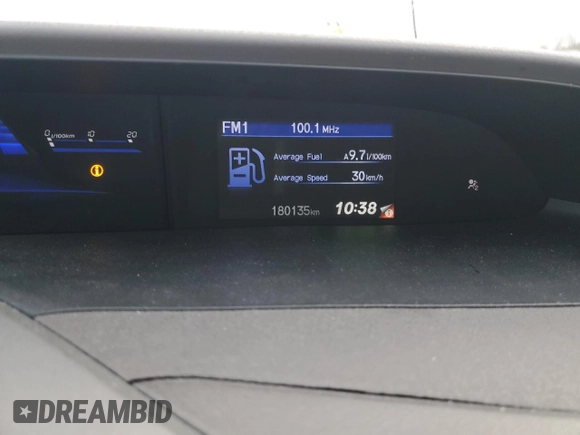 FM1 100.1 MHz
0 l/100km 10 20
Average Fuel A9.7 l/100km
Average Speed 30 km/h
180135 km 10:38
2
DREAMBID